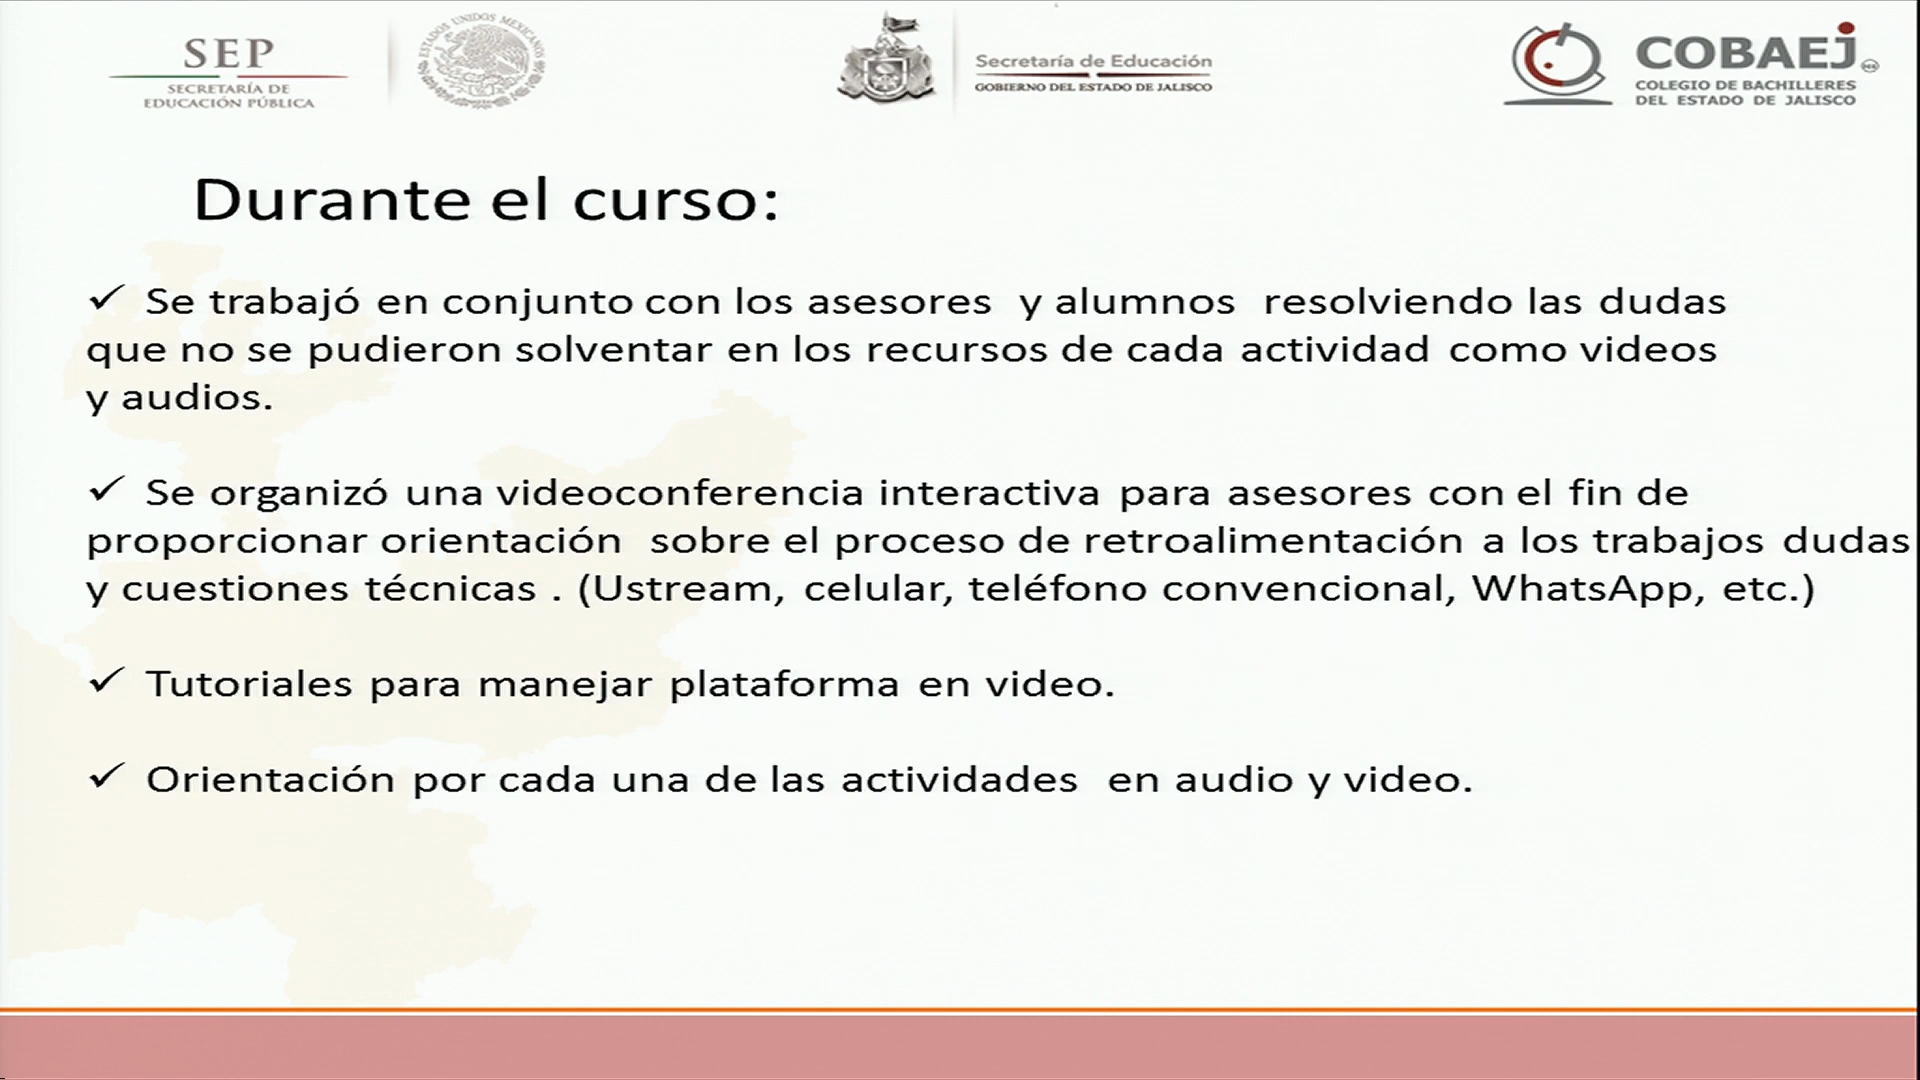 SEP
SECRETARÍA DE
EDUCACIÓN PÚBLICA
ESTADOS UNIDOS MEXICANOS
Secretaría de Educación
GOBIERNO DEL ESTADO DE JALISCO
COBAEJ
COLEGIO DE BACHILLERES
DEL ESTADO DE JALISCO
Durante el curso:
✓ Se trabajó en conjunto con los asesores y alumnos resolviendo las dudas
que no se pudieron solventar en los recursos de cada actividad como videos
y audios.
✓ Se organizó una videoconferencia interactiva para asesores con el fin de
proporcionar orientación sobre el proceso de retroalimentación a los trabajos dudas
y cuestiones técnicas . (Ustream, celular, teléfono convencional, WhatsApp, etc.)
✓ Tutoriales para manejar plataforma en video.
✓ Orientación por cada una de las actividades en audio y video.